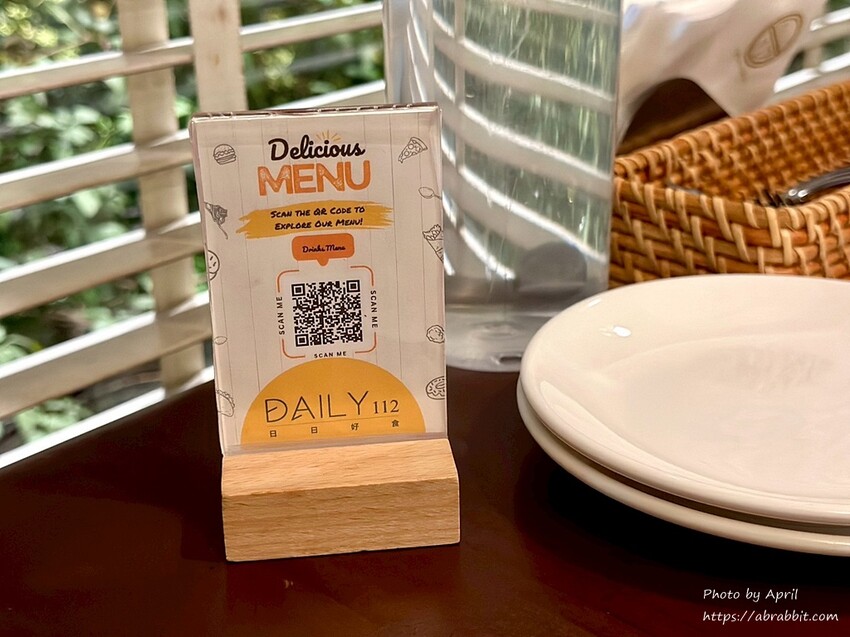 Delicious
MENU
SCAN THE QR CODE TO
EXPLORE OUR MENU!
Drinks Menu
SCAN ME
SCAN ME
SCAN ME
DAILY 112
日日好食
Photo by April
https://abrabbit.com